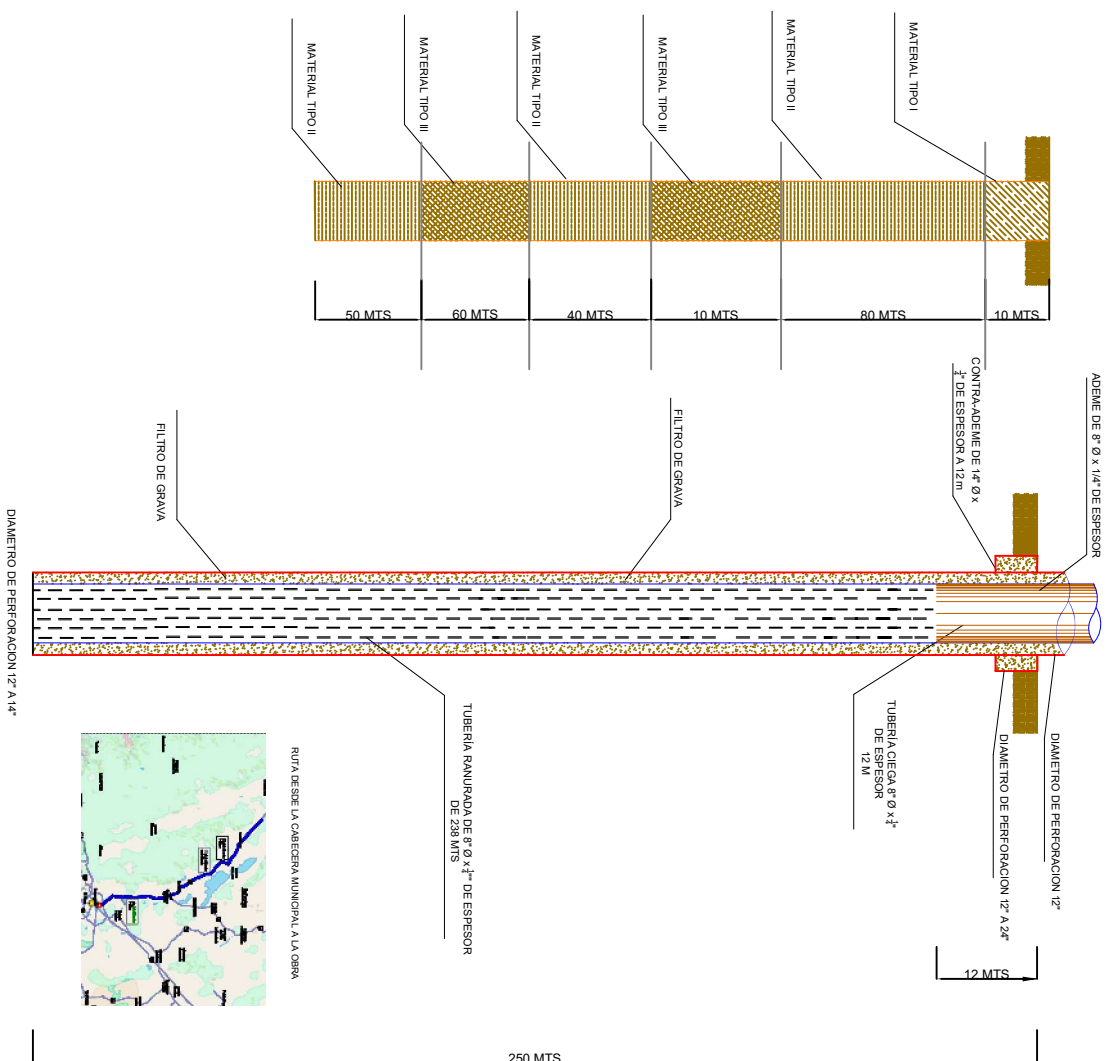 MATERIAL TIPO II
MATERIAL TIPO III
MATERIAL TIPO II
MATERIAL TIPO III
MATERIAL TIPO II
MATERIAL TIPO I
50 MTS
60 MTS
40 MTS
10 MTS
80 MTS
10 MTS
FILTRO DE GRAVA
FILTRO DE GRAVA
CONTRA-ADEME DE 14" Ø x
1/4" DE ESPESOR A 12 m
ADEME DE 8" Ø x 1/4" DE ESPESOR
DIAMETRO DE PERFORACION 12" A 14"
TUBERÍA RANURADA DE 8" Ø x 1/4"" DE ESPESOR
DE 238 MTS
TUBERÍA CIEGA 8" Ø x 1/4"
DE ESPESOR
12 M
DIAMETRO DE PERFORACION 12" A 24"
DIAMETRO DE PERFORACION 12"
12 MTS
RUTA DESDE LA CABECERA MUNICIPAL A LA OBRA
250 MTS